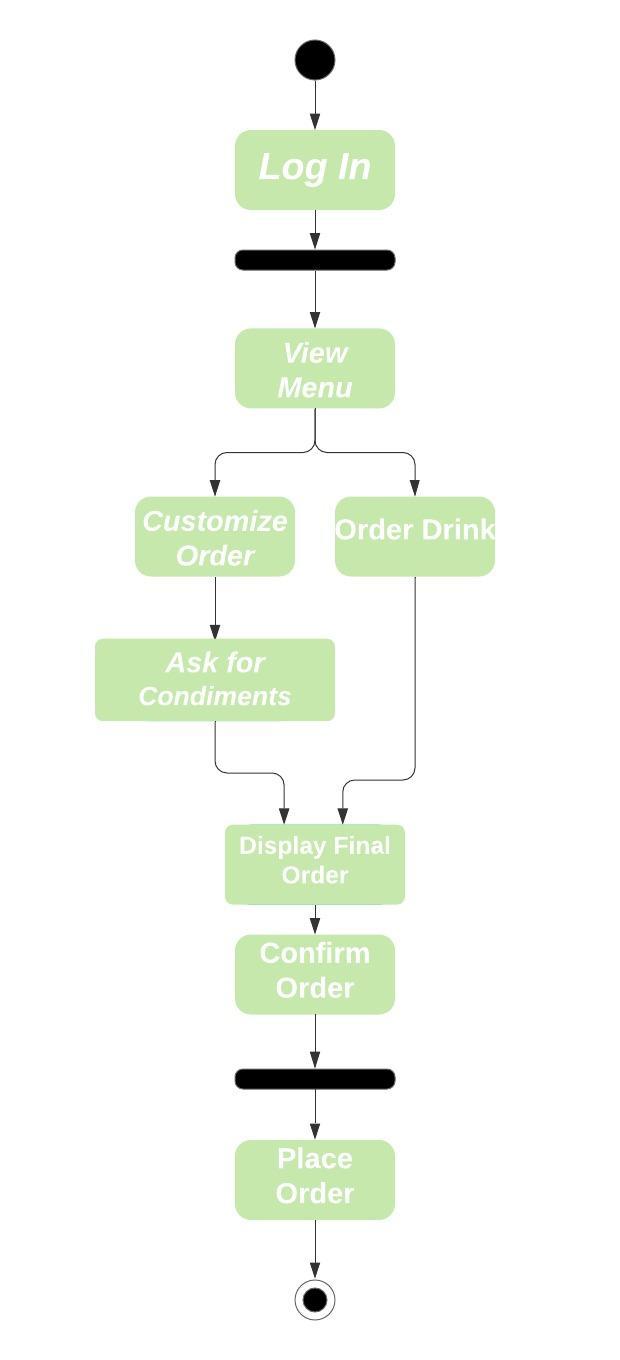 Log In
View
Menu
Customize
Order
Order Drink
Ask for
Condiments
Display Final
Order
Confirm
Order
Place
Order